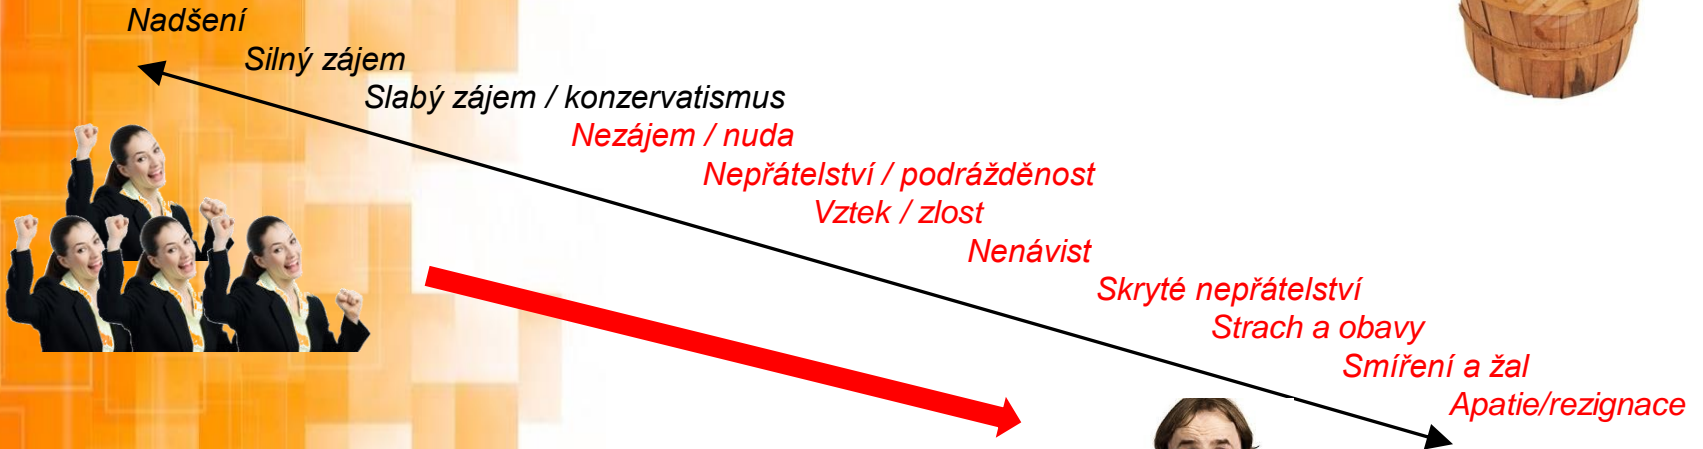 Nadšení
Silný zájem
Slabý zájem / konzervatismus
Nezájem / nuda
Nepřátelství / podrážděnost
Vztek / zlost
Nenávist
Skryté nepřátelství
Strach a obavy
Smíření a žal
Apatie/rezignace